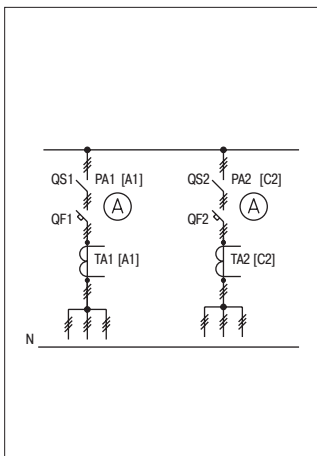 QS1 PA1 [A1] QS2 PA2 [C2]
A A
QF1 QF2
TA1 [A1] TA2 [C2]
N